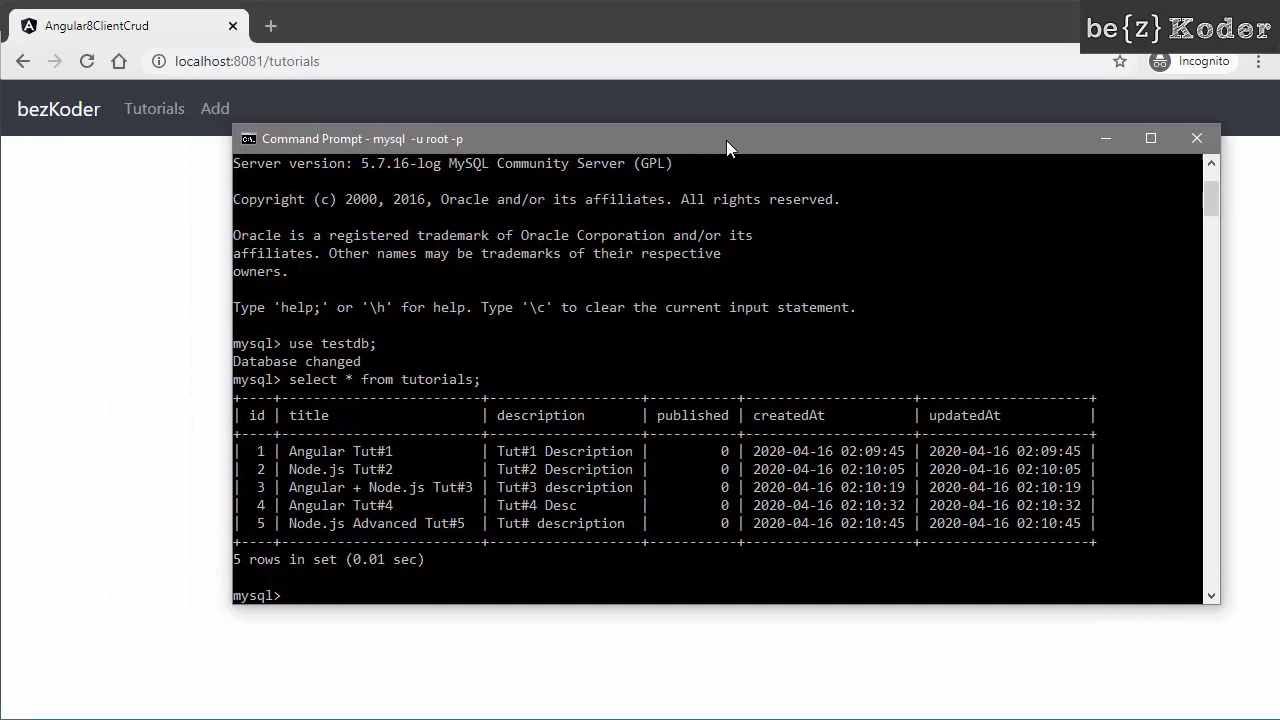 Angular8ClientCrud
be{z} Koder
localhost:8081/tutorials
Incognito
bezKoder Tutorials Add
Command Prompt - mysql  -u root -p
Server version: 5.7.16-log MySQL Community Server (GPL)
Copyright (c) 2000, 2016, Oracle and/or its affiliates. All rights reserved.
Oracle is a registered trademark of Oracle Corporation and/or its
affiliates. Other names may be trademarks of their respective
owners.
Type 'help;' or '\h' for help. Type '\c' to clear the current input statement.
mysql> use testdb;
Database changed
mysql> select * from tutorials;
+----+-----------------------+-------------------+-----------+---------------------+---------------------+
| id | title                 | description       | published | createdAt           | updatedAt           |
+----+-----------------------+-------------------+-----------+---------------------+---------------------+
|  1 | Angular Tut#1         | Tut#1 Description |         0 | 2020-04-16 02:09:45 | 2020-04-16 02:09:45 |
|  2 | Node.js Tut#2         | Tut#2 Description |         0 | 2020-04-16 02:10:05 | 2020-04-16 02:10:05 |
|  3 | Angular + Node.js Tut#3 | Tut#3 description |         0 | 2020-04-16 02:10:19 | 2020-04-16 02:10:19 |
|  4 | Angular Tut#4         | Tut#4 Desc        |         0 | 2020-04-16 02:10:32 | 2020-04-16 02:10:32 |
|  5 | Node.js Advanced Tut#5 | Tut# description  |         0 | 2020-04-16 02:10:45 | 2020-04-16 02:10:45 |
+----+-----------------------+-------------------+-----------+---------------------+---------------------+
5 rows in set (0.01 sec)
mysql>